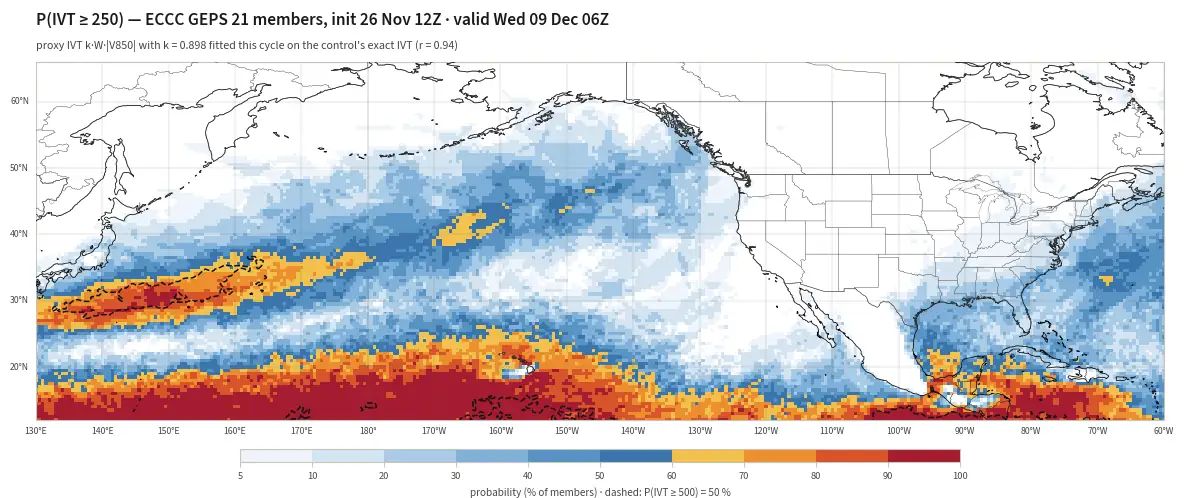 P(IVT ≥ 250) — ECCC GEPS 21 members, init 26 Nov 12Z · valid Wed 09 Dec 06Z
proxy IVT k·W·|V850| with k = 0.898 fitted this cycle on the control's exact IVT (r = 0.94)
60°N
50°N
40°N
30°N
20°N
130°E 140°E 150°E 160°E 170°E 180° 170°W 160°W 150°W 140°W 130°W 120°W 110°W 100°W 90°W 80°W 70°W 60°W
5 10 20 30 40 50 60 70 80 90 100
probability (% of members) · dashed: P(IVT ≥ 500) = 50 %